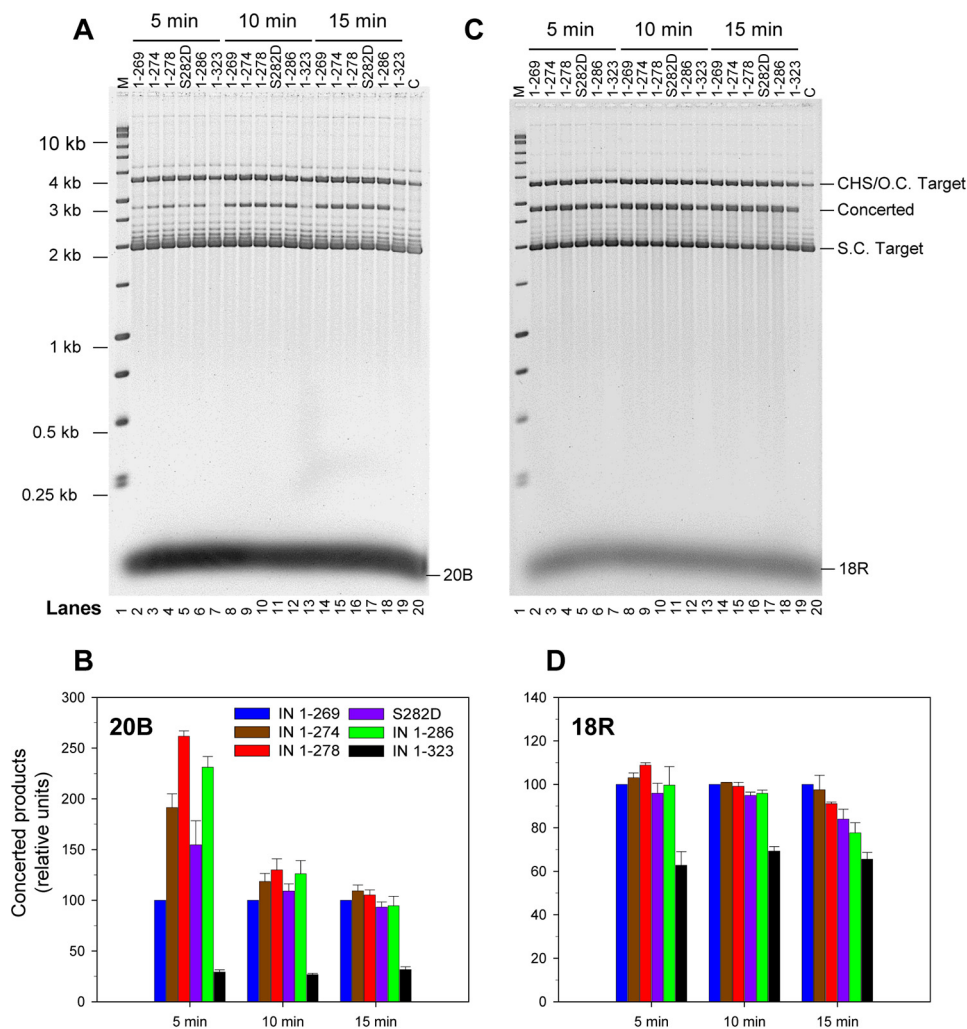 A
5 min 10 min 15 min
M 1-269 1-274 1-278 S282D 1-286 1-323 1-269 1-274 1-278 S282D 1-286 1-323 1-269 1-274 1-278 S282D 1-286 1-323 C
10 kb
4 kb
3 kb
2 kb
1 kb
0.5 kb
0.25 kb
20B
Lanes 1 2 3 4 5 6 7 8 9 10 11 12 13 14 15 16 17 18 19 20
C
5 min 10 min 15 min
M 1-269 1-274 1-278 S282D 1-286 1-323 1-269 1-274 1-278 S282D 1-286 1-323 1-269 1-274 1-278 S282D 1-286 1-323 C
CHS/O.C. Target
Concerted
S.C. Target
18R
1 2 3 4 5 6 7 8 9 10 11 12 13 14 15 16 17 18 19 20
B
Concerted products
(relative units)
300
250
200
150
100
50
0
20B
IN 1-269 S282D
IN 1-274 IN 1-286
IN 1-278 IN 1-323
5 min 10 min 15 min
D
140
120
100
80
60
40
20
0
18R
5 min 10 min 15 min